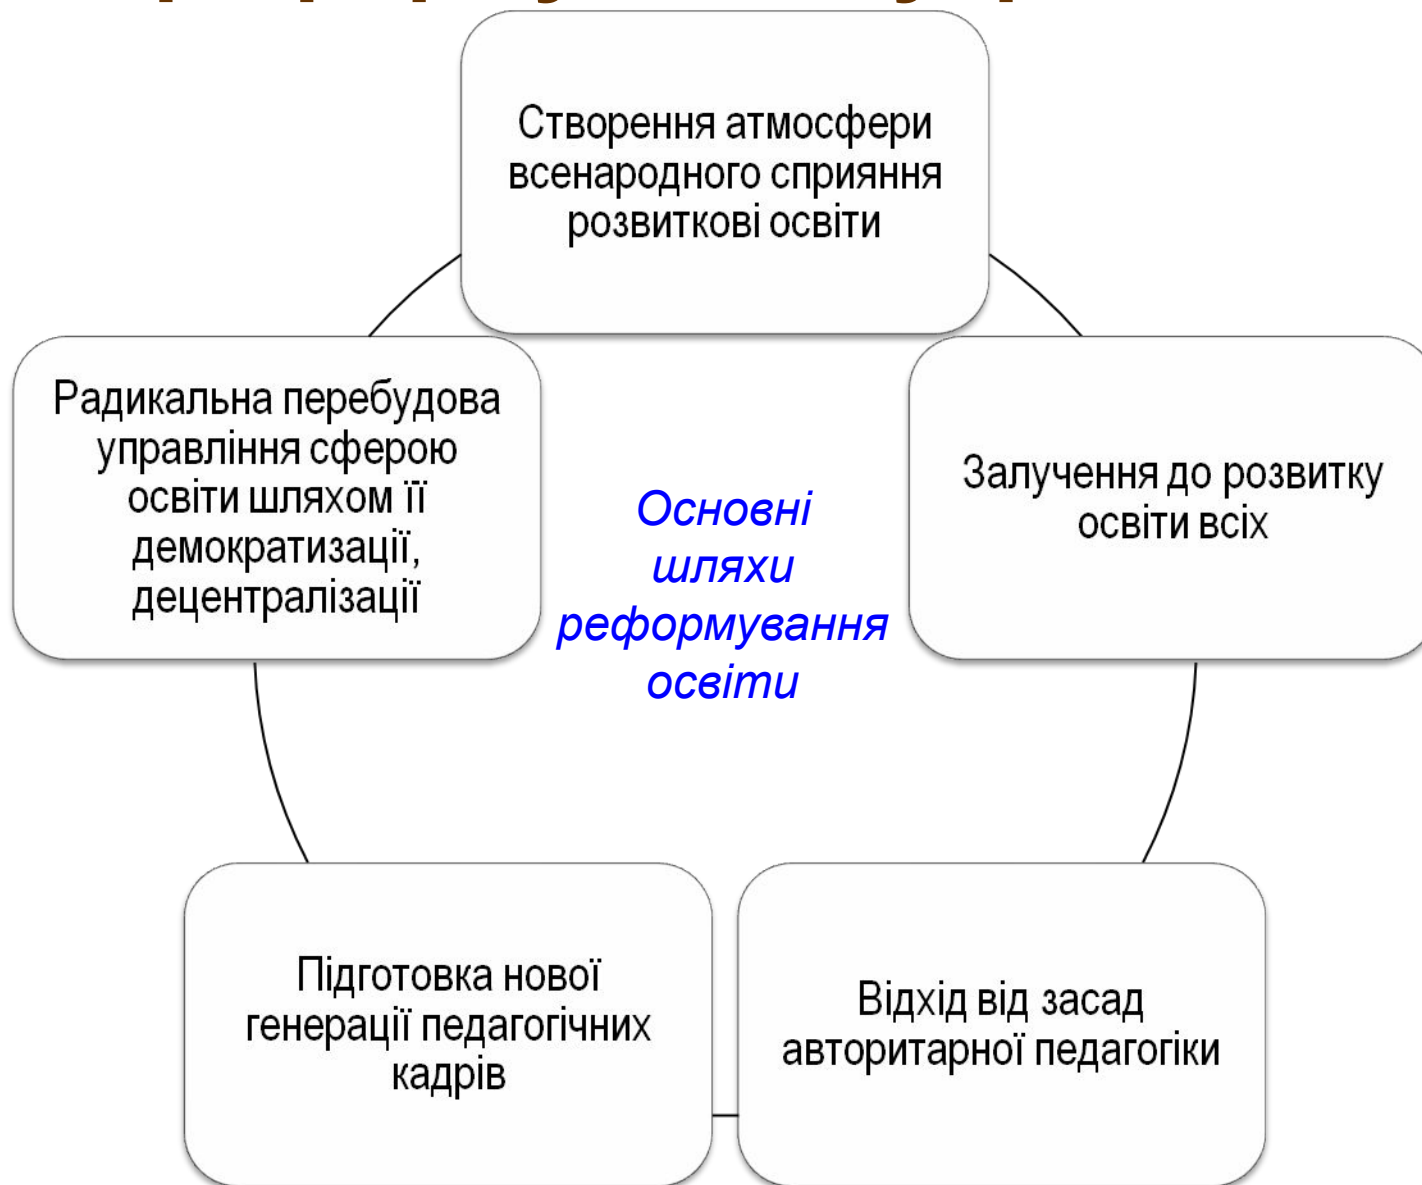 Створення атмосфери
всенародного сприяння
розвиткові освіти
Радикальна перебудова
управління сферою
освіти шляхом її
демократизації,
децентралізації
Основні
шляхи
реформування
освіти
Залучення до розвитку
освіти всіх
Підготовка нової
генерації педагогічних
кадрів
Відхід від засад
авторитарної педагогіки